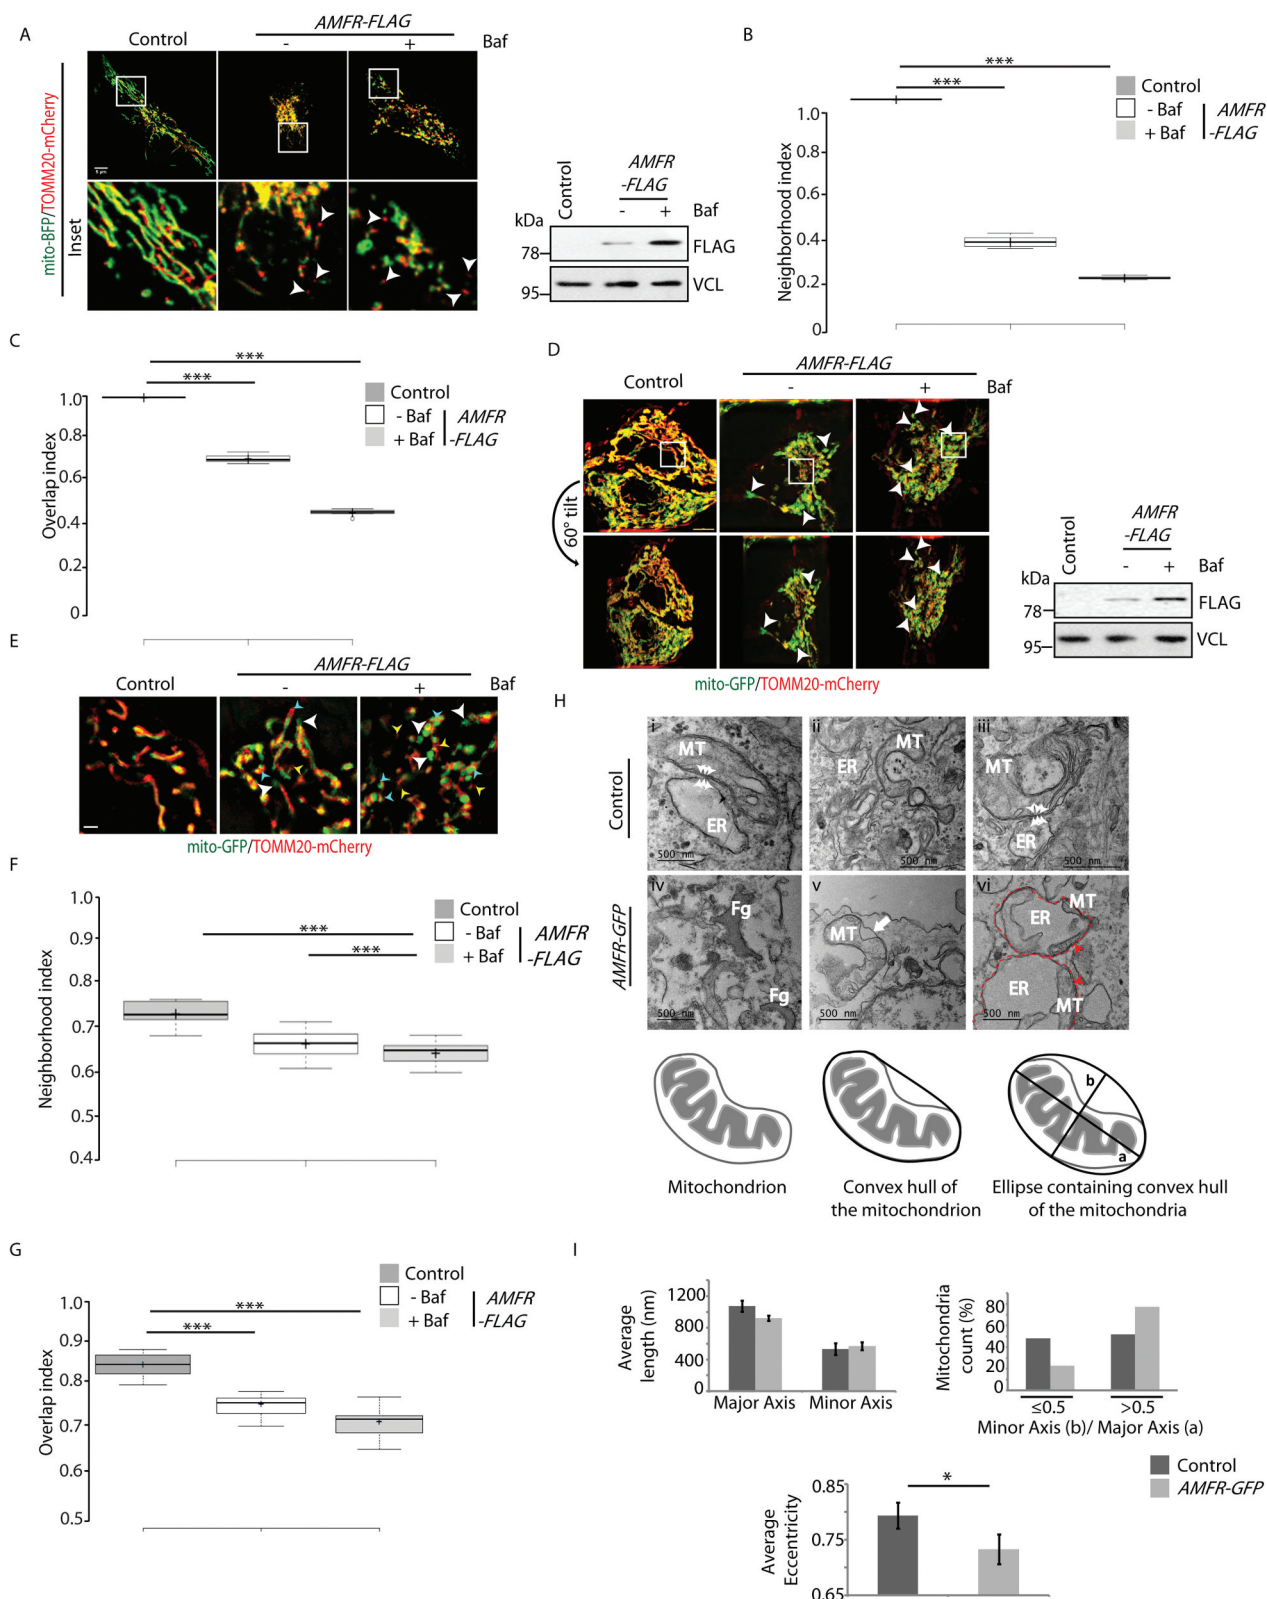 A
Control
AMFR-FLAG
-
+
Baf
mito-BFP/TOMM20-mCherry
Inset
5 μm
kDa
Control
AMFR
-FLAG
-
+
Baf
78
FLAG
95
VCL
B
***
***
Control
- Baf
+ Baf
AMFR
-FLAG
Neighborhood index
1.0
0.8
0.6
0.4
0.2
0
C
***
***
Control
- Baf
+ Baf
AMFR
-FLAG
Overlap index
1.0
0.8
0.6
0.4
0.2
0
D
Control
AMFR-FLAG
-
+
Baf
60° tilt
mito-GFP/TOMM20-mCherry
kDa
Control
AMFR
-FLAG
-
+
Baf
78
FLAG
95
VCL
E
Control
AMFR-FLAG
-
+
Baf
mito-GFP/TOMM20-mCherry
F
***
***
Control
- Baf
+ Baf
AMFR
-FLAG
Neighborhood index
1.0
0.9
0.8
0.7
0.6
0.5
0.4
G
***
***
Control
- Baf
+ Baf
AMFR
-FLAG
Overlap index
1.0
0.9
0.8
0.7
0.6
0.5
H
Control
i
MT
ER
500 nm
ii
MT
ER
500 nm
iii
MT
ER
500 nm
AMFR-GFP
iv
Fg
Fg
500 nm
v
MT
500 nm
vi
MT
ER
ER
MT
500 nm
b
a
Mitochondrion
Convex hull of
the mitochondrion
Ellipse containing convex hull
of the mitochondria
I
Average
length (nm)
1200
800
400
0
Major Axis
Minor Axis
Mitochondria
count (%)
80
60
40
20
0
≤0.5
>0.5
Minor Axis (b)/ Major Axis (a)
Control
AMFR-GFP
Average
Eccentricity
0.85
0.75
0.65
*